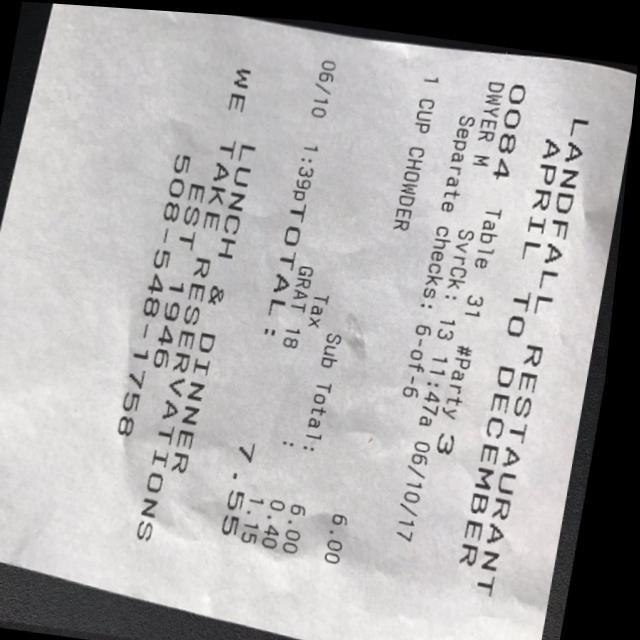 LANDFALL RESTAURANT
APRIL TO DECEMBER
0084 Table 31 #Party 3
DWYER M SvrCk: 13 11:47a 06/10/17
Separate checks: 6-of-6
1 CUP CHOWDER 6.00
Sub Total: 6.00
Tax : 0.40
GRAT 18 1.15
06/10 1:39pTOTAL: 7.55
WE LUNCH & DINNER
TAKE RESERVATIONS
EST 1946
508-548-1758